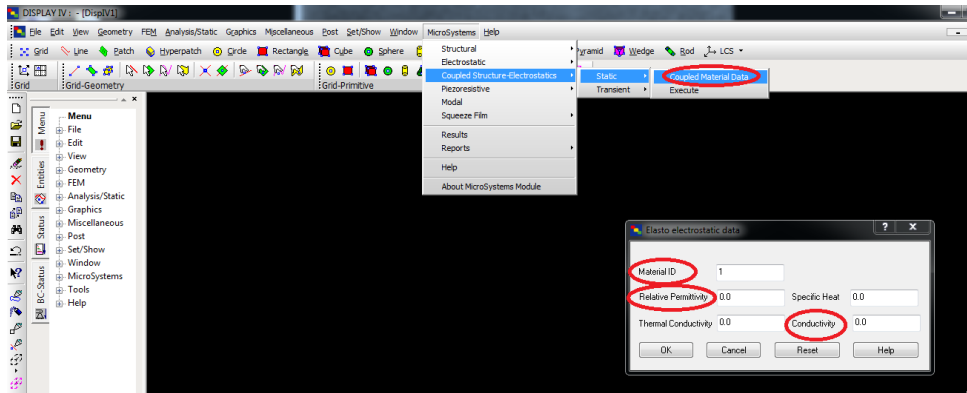 DISPLAY IV : - [DispIV1]
File Edit View Geometry FEM Analysis/Static Graphics Miscellaneous Post Set/Show Window MicroSystems Help
Grid Line Patch Hyperpatch Circle Rectangle Cube Sphere Pyramid Wedge Rod LCS
Grid Grid-Geometry Grid-Primitive
Structural
Electrostatic
Coupled Structure-Electrostatics
Piezoresistive
Modal
Squeeze Film
Results
Reports
Help
About MicroSystems Module
Static
Transient
Coupled Material Data
Execute
Menu
Entities
Status
BC-Status
Menu
File
Edit
View
Geometry
FEM
Analysis/Static
Graphics
Miscellaneous
Post
Set/Show
Window
MicroSystems
Tools
Help
Elasto electrostatic data ? X
Material ID 1
Relative Permittivity 0.0 Specific Heat 0.0
Thermal Conductivity 0.0 Conductivity 0.0
OK Cancel Reset Help